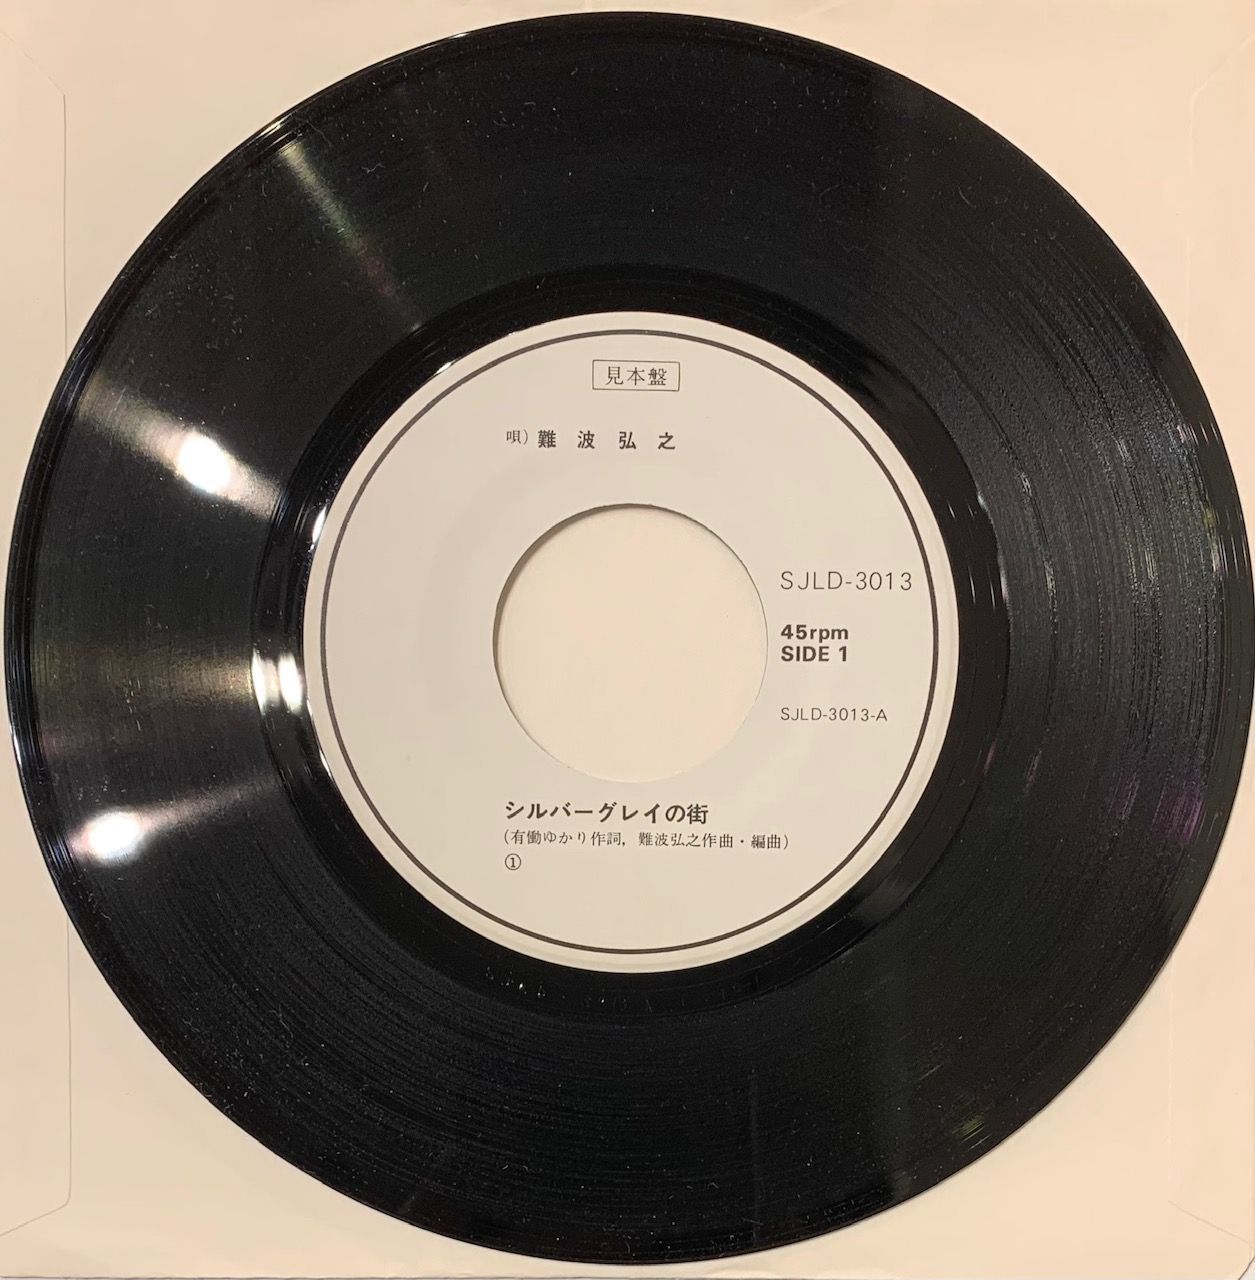 見本盤
唄) 難波弘之
SJLD-3013
45rpm
SIDE 1
SJLD-3013-A
シルバーグレイの街
(有働ゆかり作詞, 難波弘之作曲・編曲)
①